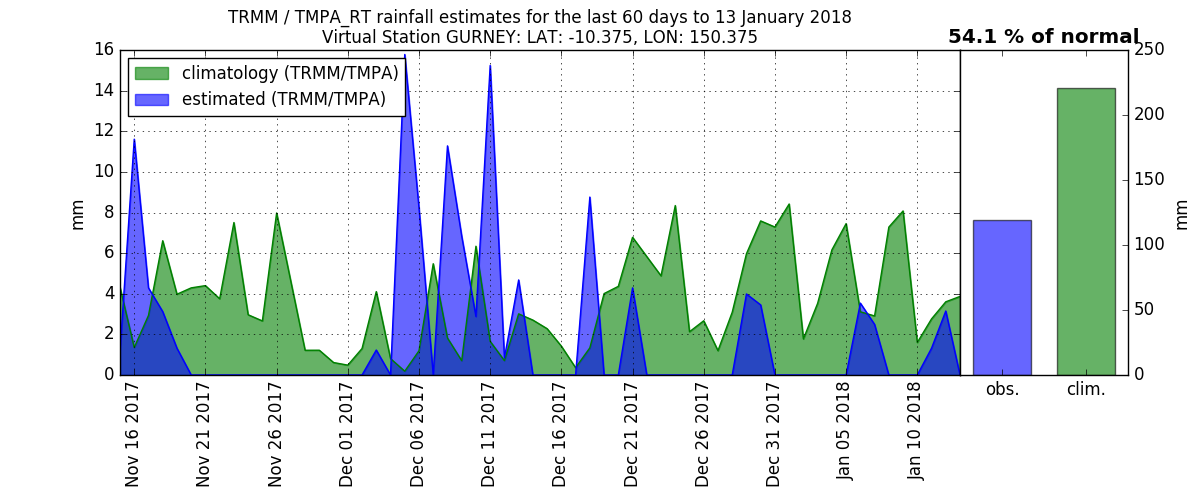 TRMM / TMPA_RT rainfall estimates for the last 60 days to 13 January 2018
Virtual Station GURNEY: LAT: -10.375, LON: 150.375
54.1 % of normal
climatology (TRMM/TMPA)
estimated (TRMM/TMPA)
mm
16
14
12
10
8
6
4
2
0
Nov 16 2017
Nov 21 2017
Nov 26 2017
Dec 01 2017
Dec 06 2017
Dec 11 2017
Dec 16 2017
Dec 21 2017
Dec 26 2017
Dec 31 2017
Jan 05 2018
Jan 10 2018
obs.
clim.
250
200
150
100
50
0
mm